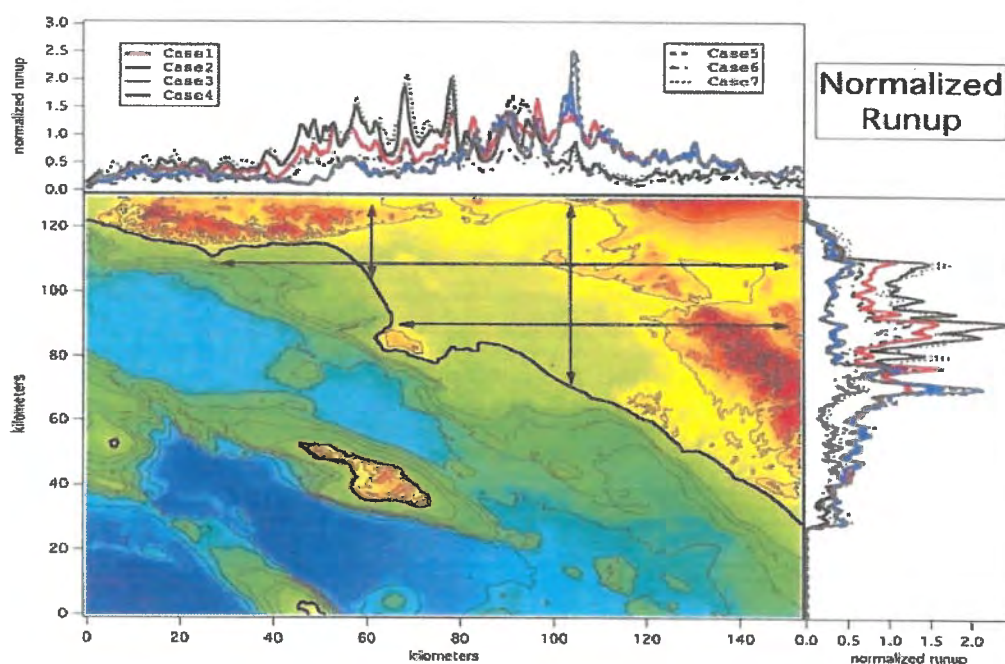 3.0
2.5
2.0
1.5
1.0
0.5
0.0
normalized runup
Case1
Case2
Case3
Case4
Case5
Case6
Case7
Normalized
Runup
120
100
80
60
40
20
0
kilometers
0 20 40 60 80 100 120 140
kilometers
0.0 0.5 1.0 1.5 2.0
normalized runup